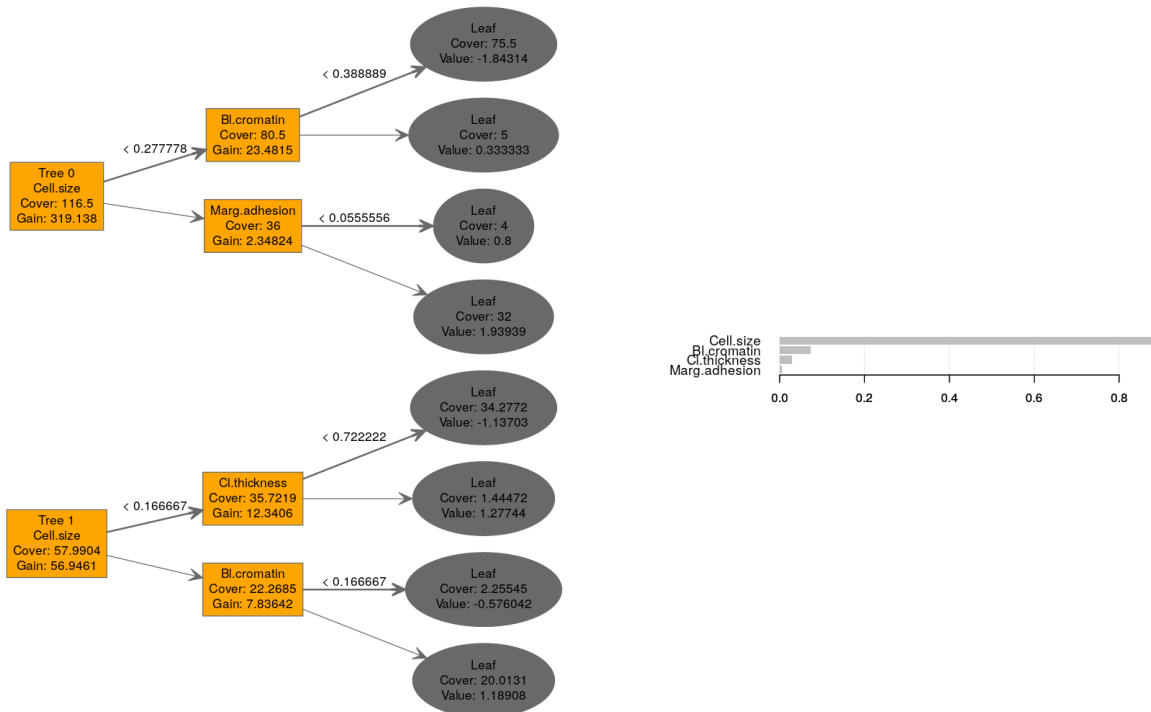 Leaf
Cover: 75.5
Value: -1.84314
< 0.388889
Bl.cromatin
Cover: 80.5
Gain: 23.4815
Leaf
Cover: 5
Value: 0.333333
< 0.277778
Tree 0
Cell.size
Cover: 116.5
Gain: 319.138
Marg.adhesion
Cover: 36
Gain: 2.34824
< 0.0555556
Leaf
Cover: 4
Value: 0.8
Leaf
Cover: 32
Value: 1.93939
Leaf
Cover: 34.2772
Value: -1.13703
< 0.722222
Cl.thickness
Cover: 35.7219
Gain: 12.3406
Leaf
Cover: 1.44472
Value: 1.27744
< 0.166667
Tree 1
Cell.size
Cover: 57.9904
Gain: 56.9461
Bl.cromatin
Cover: 22.2685
Gain: 7.83642
< 0.166667
Leaf
Cover: 2.25545
Value: -0.576042
Leaf
Cover: 20.0131
Value: 1.18908
Cell.size
Bl.cromatin
Cl.thickness
Marg.adhesion
0.0 0.2 0.4 0.6 0.8